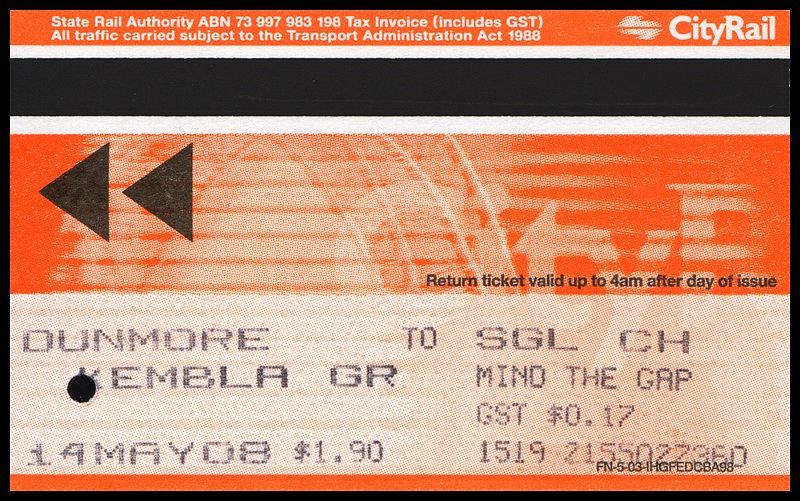 State Rail Authority ABN 73 997 983 198 Tax Invoice (includes GST)
All traffic carried subject to the Transport Administration Act 1988
CityRail
Return ticket valid up to 4am after day of issue
DUNMORE TO SGL CH
KEMBLA GR MIND THE GAP
GST $0.17
14MAY08 $1.90 1519 2155022360
FN-5-03-IHGFEDCBA98